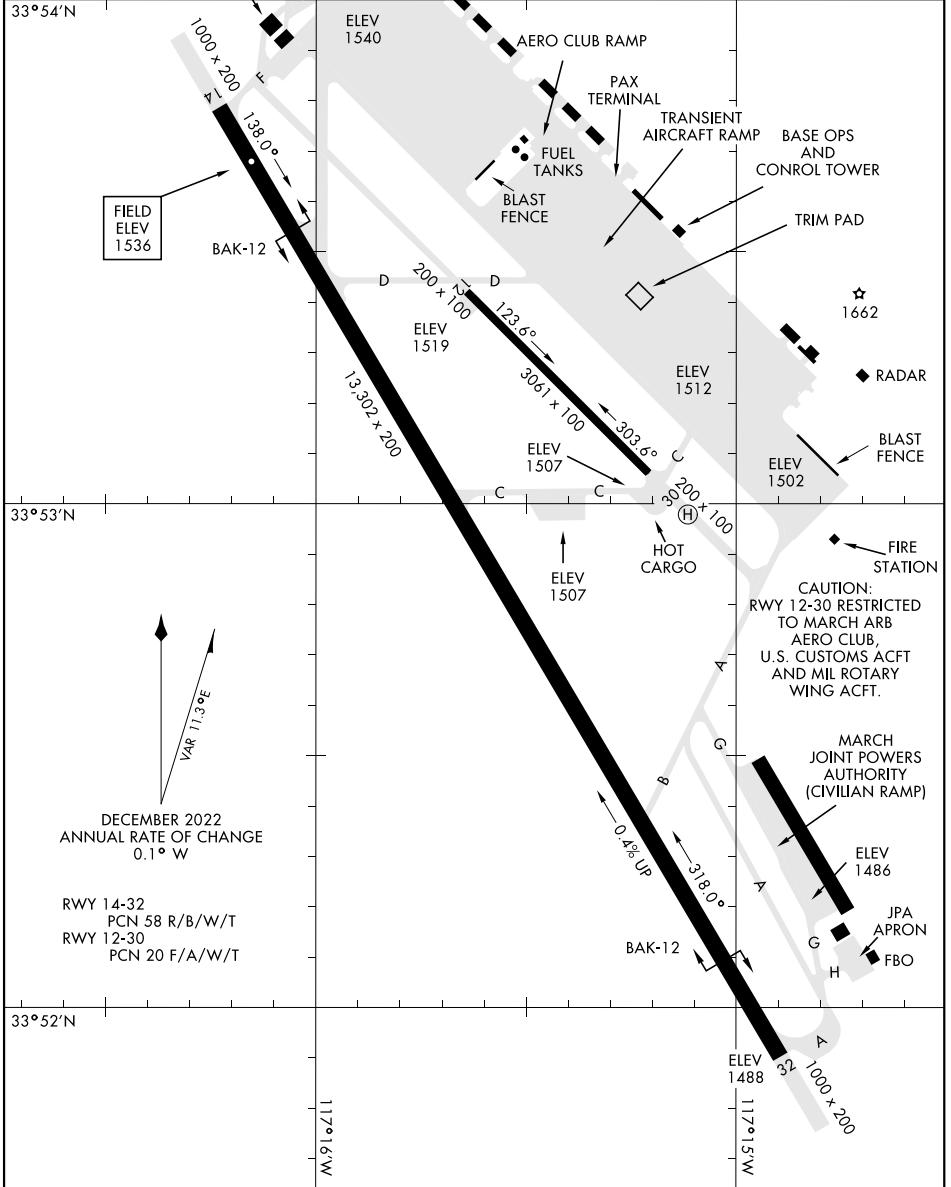 33°54'N
ELEV
1540
AERO CLUB RAMP
1000 x 200
F
PAX
TERMINAL
TRANSIENT
AIRCRAFT RAMP
BASE OPS
AND
CONROL TOWER
14
138.0°
FUEL
TANKS
BLAST
FENCE
FIELD
ELEV
1536
TRIM PAD
BAK-12
D
200 x 100
D
12
1662
ELEV
1519
123.6°
13,302 x 200
3061 x 100
ELEV
1512
RADAR
303.6°
ELEV
1507
C
ELEV
1502
BLAST
FENCE
C
C
30
200 x 100
H
33°53'N
HOT
CARGO
ELEV
1507
FIRE
STATION
CAUTION:
RWY 12-30 RESTRICTED
TO MARCH ARB
AERO CLUB,
U.S. CUSTOMS ACFT
AND MIL ROTARY
WING ACFT.
A
VAR 11.3°E
G
MARCH
JOINT POWERS
AUTHORITY
(CIVILIAN RAMP)
B
DECEMBER 2022
ANNUAL RATE OF CHANGE
0.1° W
0.4% UP
318.0°
ELEV
1486
A
RWY 14-32
PCN 58 R/B/W/T
RWY 12-30
PCN 20 F/A/W/T
JPA
APRON
BAK-12
G
H
FBO
33°52'N
A
ELEV
1488
32
1000 x 200
117°16'W
117°15'W